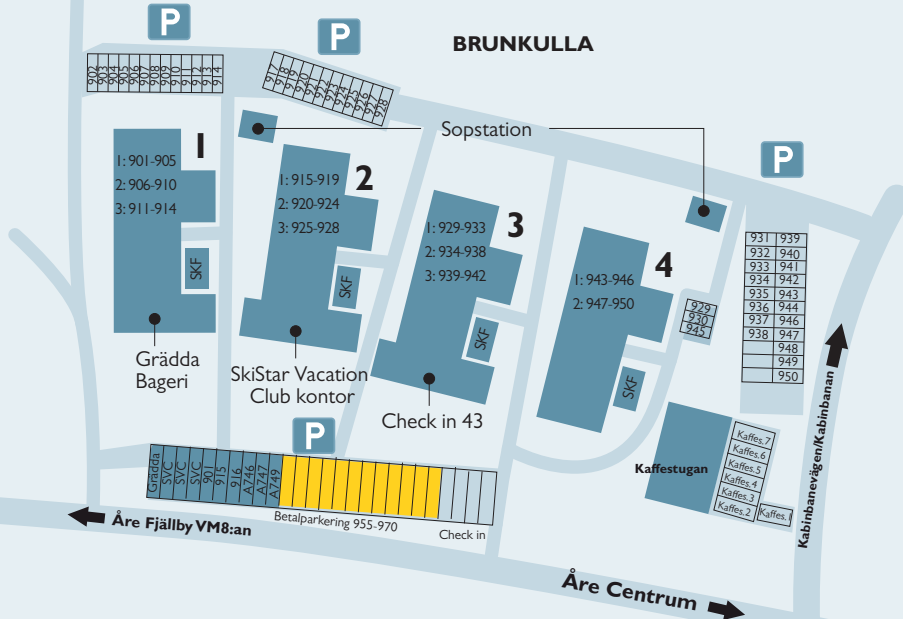 P
P
BRUNKULLA
902
903
904
905
906
907
908
909
910
911
912
913
914
917
918
919
920
921
922
923
924
925
926
927
928
Sopstation
P
1
1: 901-905
2: 906-910
3: 911-914
SKF
Grädda
Bageri
2
1: 915-919
2: 920-924
3: 925-928
SKF
SkiStar Vacation
Club kontor
3
1: 929-933
2: 934-938
3: 939-942
SKF
Check in 43
4
1: 943-946
2: 947-950
SKF
929
930
945
931 939
932 940
933 941
934 942
935 943
936 944
937 946
938 947
948
949
950
Kaffestugan
Kaffes.7
Kaffes.6
Kaffes.5
Kaffes.4
Kaffes.3
Kaffes.2
Kaffes.1
Kabinbanevägen/Kabinbanan
P
Grädda
SVC
SVC
SVC
901
915
916
A746
A747
A749
Betalparkering 955-970
Check in
Åre Fjällby VM8:an
Åre Centrum